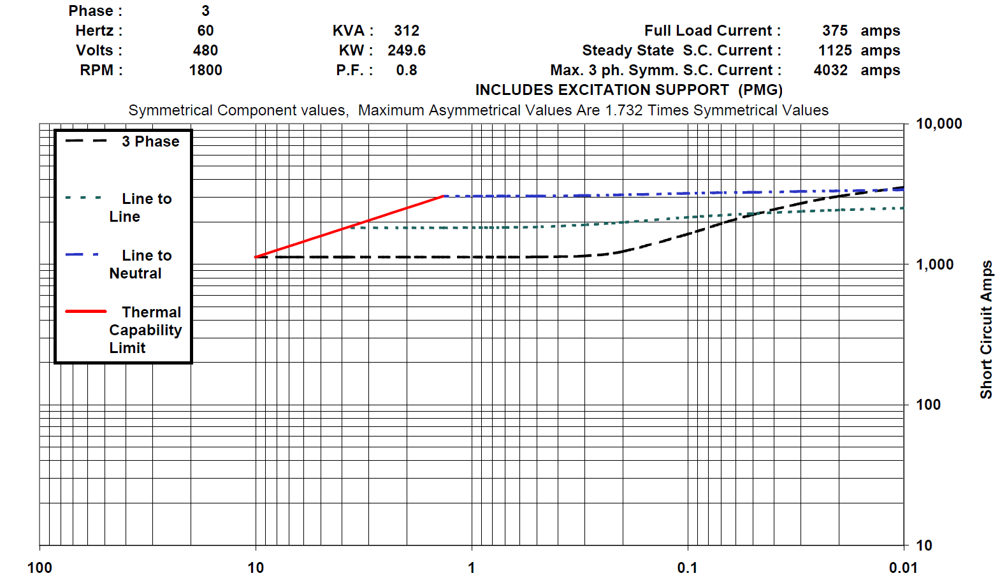 Phase : 3
Hertz : 60 KVA : 312 Full Load Current : 375 amps
Volts : 480 KW : 249.6 Steady State S.C. Current : 1125 amps
RPM : 1800 P.F. : 0.8 Max. 3 ph. Symm. S.C. Current : 4032 amps
INCLUDES EXCITATION SUPPORT (PMG)
Symmetrical Component values, Maximum Asymmetrical Values Are 1.732 Times Symmetrical Values
3 Phase
Line to
Line
Line to
Neutral
Thermal
Capability
Limit
10,000
1,000
100
10
Short Circuit Amps
100 10 1 0.1 0.01